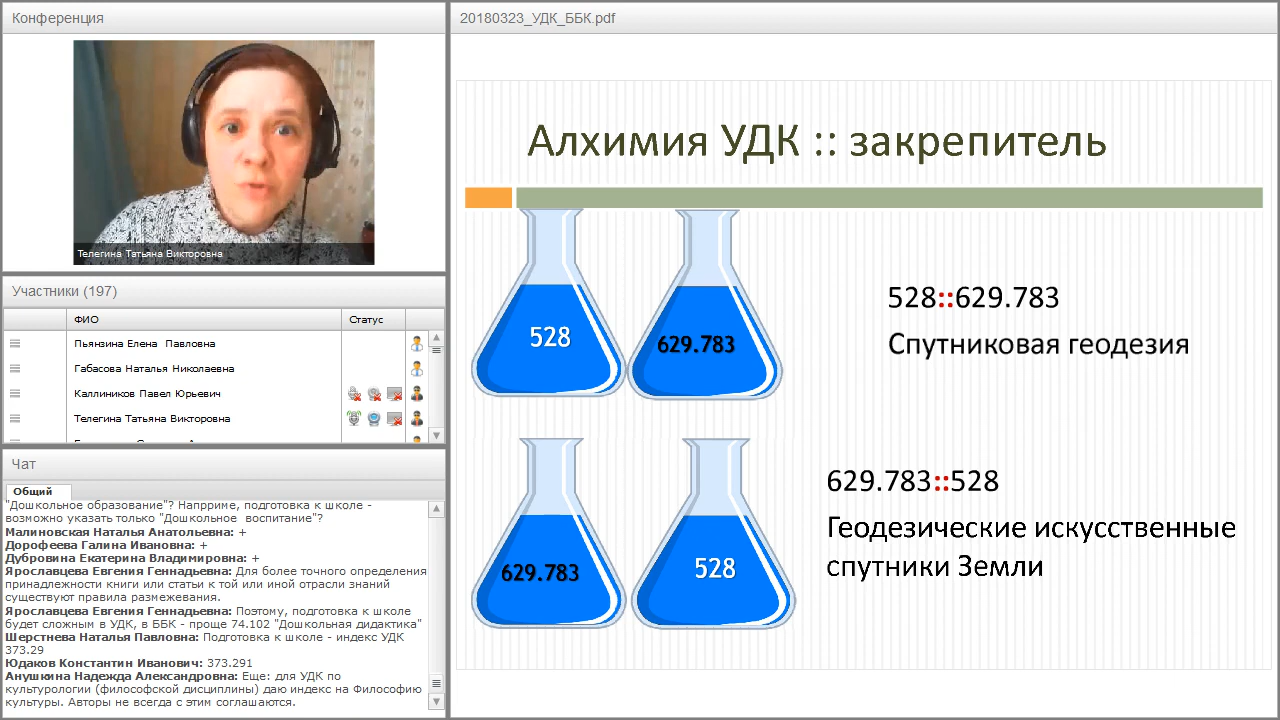 Конференция
Телегина Татьяна Викторовна
Участники (197)
ФИО Статус
Пьянзина Елена Павловна
Габасова Наталья Николаевна
Каллиников Павел Юрьевич
Телегина Татьяна Викторовна
Чат
Общий
"Дошкольное образование"? Напрриме, подготовка к школе -
возможно указать только "Дошкольное воспитание"?
Малиновская Наталья Анатольевна: +
Дорофеева Галина Ивановна: +
Дубровина Екатерина Владимировна: +
Ярославцева Евгения Геннадьевна: Для более точного определения
принадлежности книги или статьи к той или иной отрасли знаний
существуют правила размежевания.
Ярославцева Евгения Геннадьевна: Поэтому, подготовка к школе
будет сложным в УДК, в ББК - проще 74.102 "Дошкольная дидактика"
Шерстнева Наталья Павловна: Подготовка к школе - индекс УДК
373.29
Юдаков Константин Иванович: 373.291
Анушкина Надежда Александровна: Еще: для УДК по
культурологии (философской дисциплины) даю индекс на Философию
культуры. Авторы не всегда с этим соглашаются.
20180323_УДК_ББК.pdf
Алхимия УДК :: закрепитель
528
629.783
528::629.783
Спутниковая геодезия
629.783
528
629.783::528
Геодезические искусственные
спутники Земли